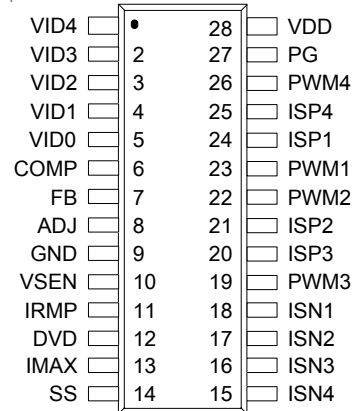 VID4 28 VDD
VID3 2 27 PG
VID2 3 26 PWM4
VID1 4 25 ISP4
VID0 5 24 ISP1
COMP 6 23 PWM1
FB 7 22 PWM2
ADJ 8 21 ISP2
GND 9 20 ISP3
VSEN 10 19 PWM3
IRMP 11 18 ISN1
DVD 12 17 ISN2
IMAX 13 16 ISN3
SS 14 15 ISN4